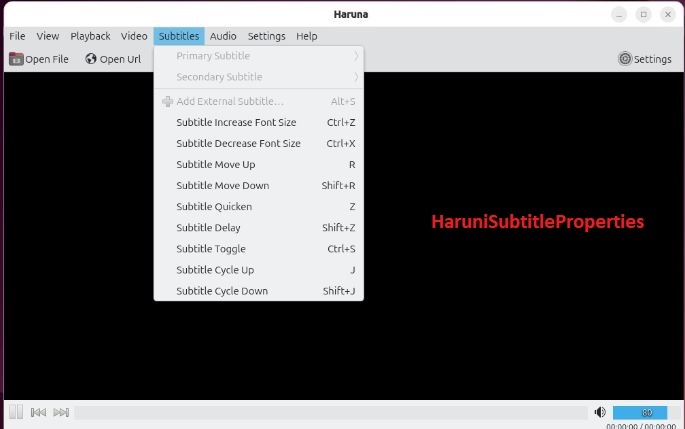 Haruna
File View Playback Video Subtitles Audio Settings Help
Open File Open Url Settings
Primary Subtitle
Secondary Subtitle
Add External Subtitle... Alt+S
Subtitle Increase Font Size Ctrl+Z
Subtitle Decrease Font Size Ctrl+X
Subtitle Move Up R
Subtitle Move Down Shift+R
Subtitle Quicken Z
Subtitle Delay Shift+Z
Subtitle Toggle Ctrl+S
Subtitle Cycle Up J
Subtitle Cycle Down Shift+J
HaruniSubtitleProperties
80
00:00:00 / 00:00:00